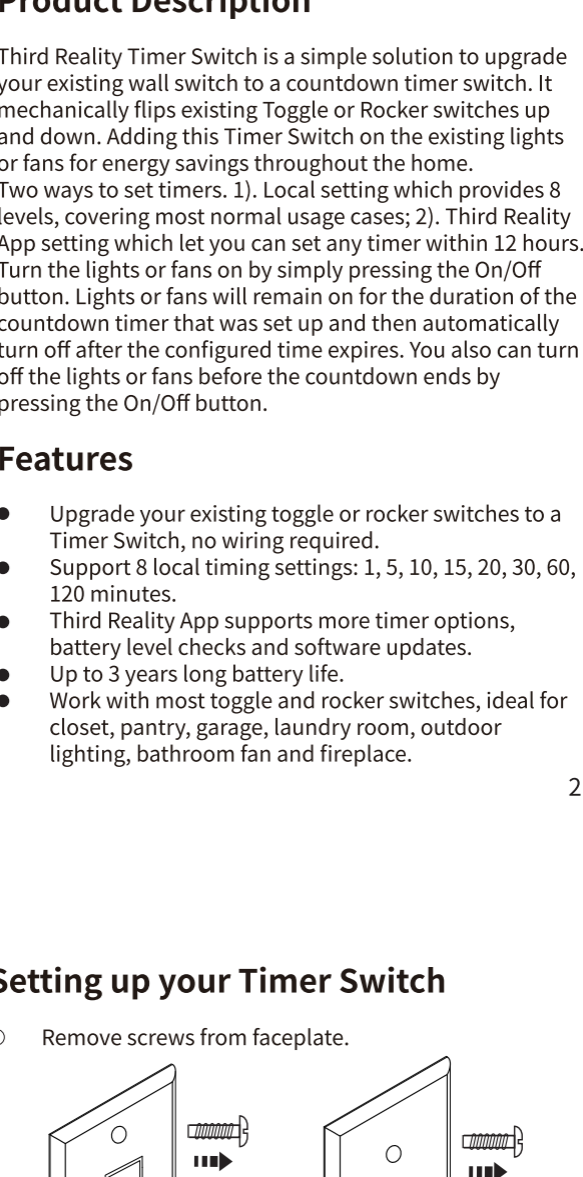 Product Description
Third Reality Timer Switch is a simple solution to upgrade
your existing wall switch to a countdown timer switch. It
mechanically flips existing Toggle or Rocker switches up
and down. Adding this Timer Switch on the existing lights
or fans for energy savings throughout the home.
Two ways to set timers. 1). Local setting which provides 8
levels, covering most normal usage cases; 2). Third Reality
App setting which let you can set any timer within 12 hours.
Turn the lights or fans on by simply pressing the On/Off
button. Lights or fans will remain on for the duration of the
countdown timer that was set up and then automatically
turn off after the configured time expires. You also can turn
off the lights or fans before the countdown ends by
pressing the On/Off button.
Features
● Upgrade your existing toggle or rocker switches to a
Timer Switch, no wiring required.
● Support 8 local timing settings: 1, 5, 10, 15, 20, 30, 60,
120 minutes.
● Third Reality App supports more timer options,
battery level checks and software updates.
● Up to 3 years long battery life.
● Work with most toggle and rocker switches, ideal for
closet, pantry, garage, laundry room, outdoor
lighting, bathroom fan and fireplace.
2
Setting up your Timer Switch
Remove screws from faceplate.